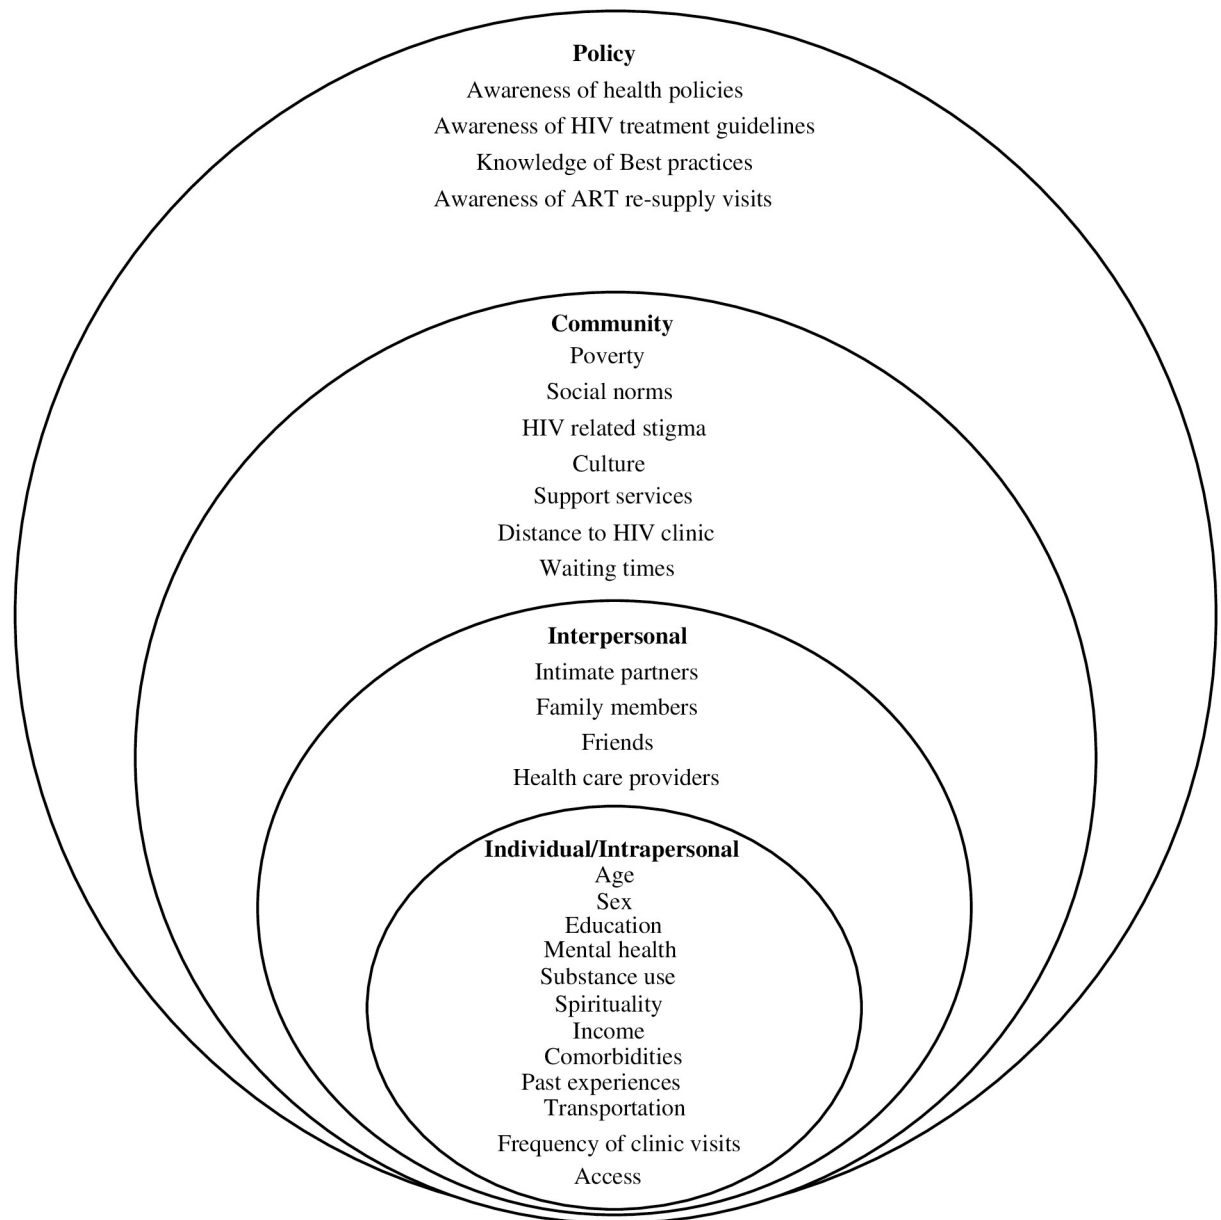 Policy
Awareness of health policies
Awareness of HIV treatment guidelines
Knowledge of Best practices
Awareness of ART re-supply visits
Community
Poverty
Social norms
HIV related stigma
Culture
Support services
Distance to HIV clinic
Waiting times
Interpersonal
Intimate partners
Family members
Friends
Health care providers
Individual/Intrapersonal
Age
Sex
Education
Mental health
Substance use
Spirituality
Income
Comorbidities
Past experiences
Transportation
Frequency of clinic visits
Access